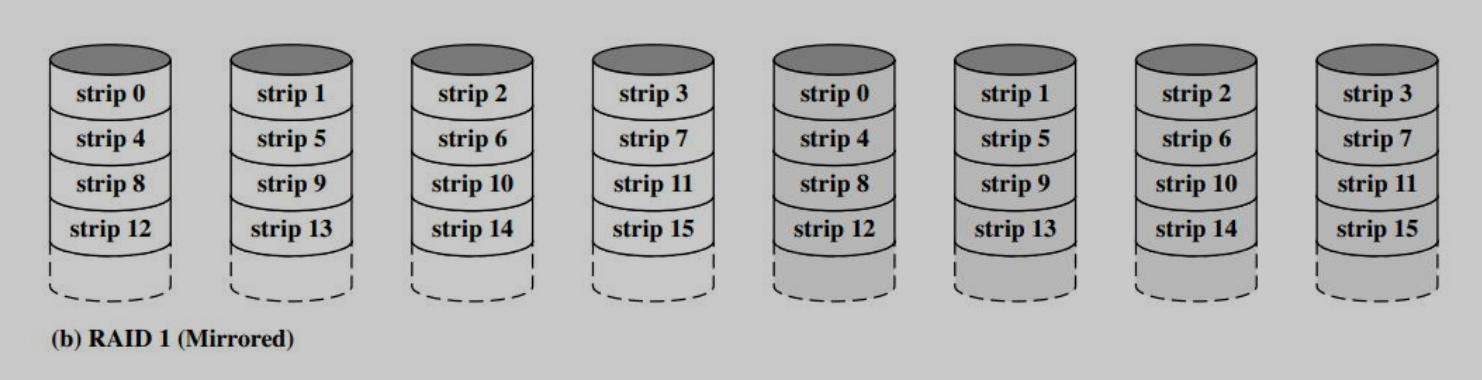 strip 0 strip 1 strip 2 strip 3 strip 0 strip 1 strip 2 strip 3
strip 4 strip 5 strip 6 strip 7 strip 4 strip 5 strip 6 strip 7
strip 8 strip 9 strip 10 strip 11 strip 8 strip 9 strip 10 strip 11
strip 12 strip 13 strip 14 strip 15 strip 12 strip 13 strip 14 strip 15
(b) RAID 1 (Mirrored)